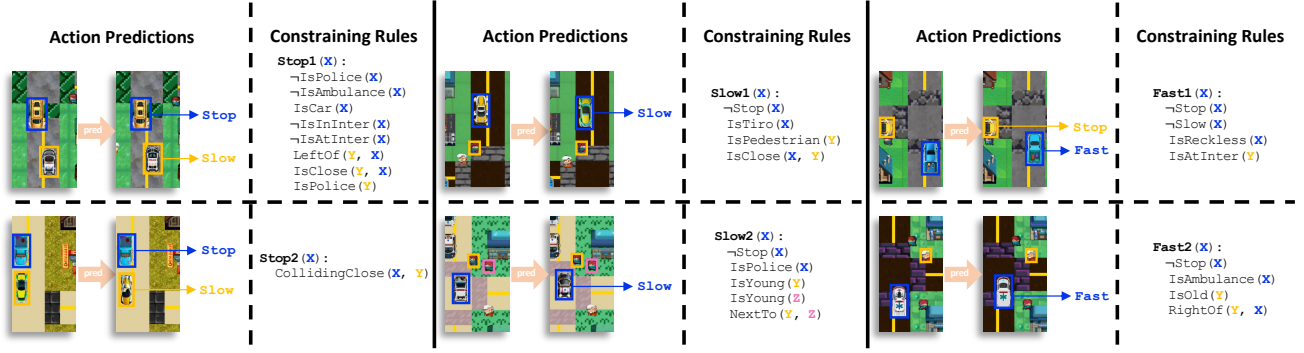 Action Predictions
Constraining Rules
pred
Stop
Slow
Stop1(X):
¬IsPolice(X)
¬IsAmbulance(X)
IsCar(X)
¬IsInInter(X)
¬IsAtInter(X)
LeftOf(Y, X)
IsClose(Y, X)
IsPolice(Y)
pred
Stop
Slow
Stop2(X):
CollidingClose(X, Y)
Action Predictions
Constraining Rules
pred
Slow
Slow1(X):
¬Stop(X)
IsTiro(X)
IsPedestrian(Y)
IsClose(X, Y)
pred
Slow
Slow2(X):
¬Stop(X)
IsPolice(X)
IsYoung(Y)
IsYoung(Z)
NextTo(Y, Z)
Action Predictions
Constraining Rules
pred
Stop
Fast
Fast1(X):
¬Stop(X)
¬Slow(X)
IsReckless(X)
IsAtInter(Y)
pred
Fast
Fast2(X):
¬Stop(X)
IsAmbulance(X)
IsOld(Y)
RightOf(Y, X)